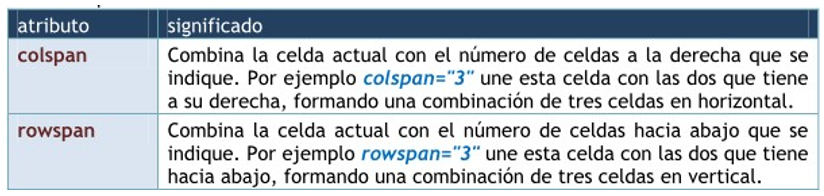 atributo significado
colspan Combina la celda actual con el número de celdas a la derecha que se
indique. Por ejemplo colspan="3" une esta celda con las dos que tiene
a su derecha, formando una combinación de tres celdas en horizontal.
rowspan Combina la celda actual con el número de celdas hacia abajo que se
indique. Por ejemplo rowspan="3" une esta celda con las dos que tiene
hacia abajo, formando una combinación de tres celdas en vertical.